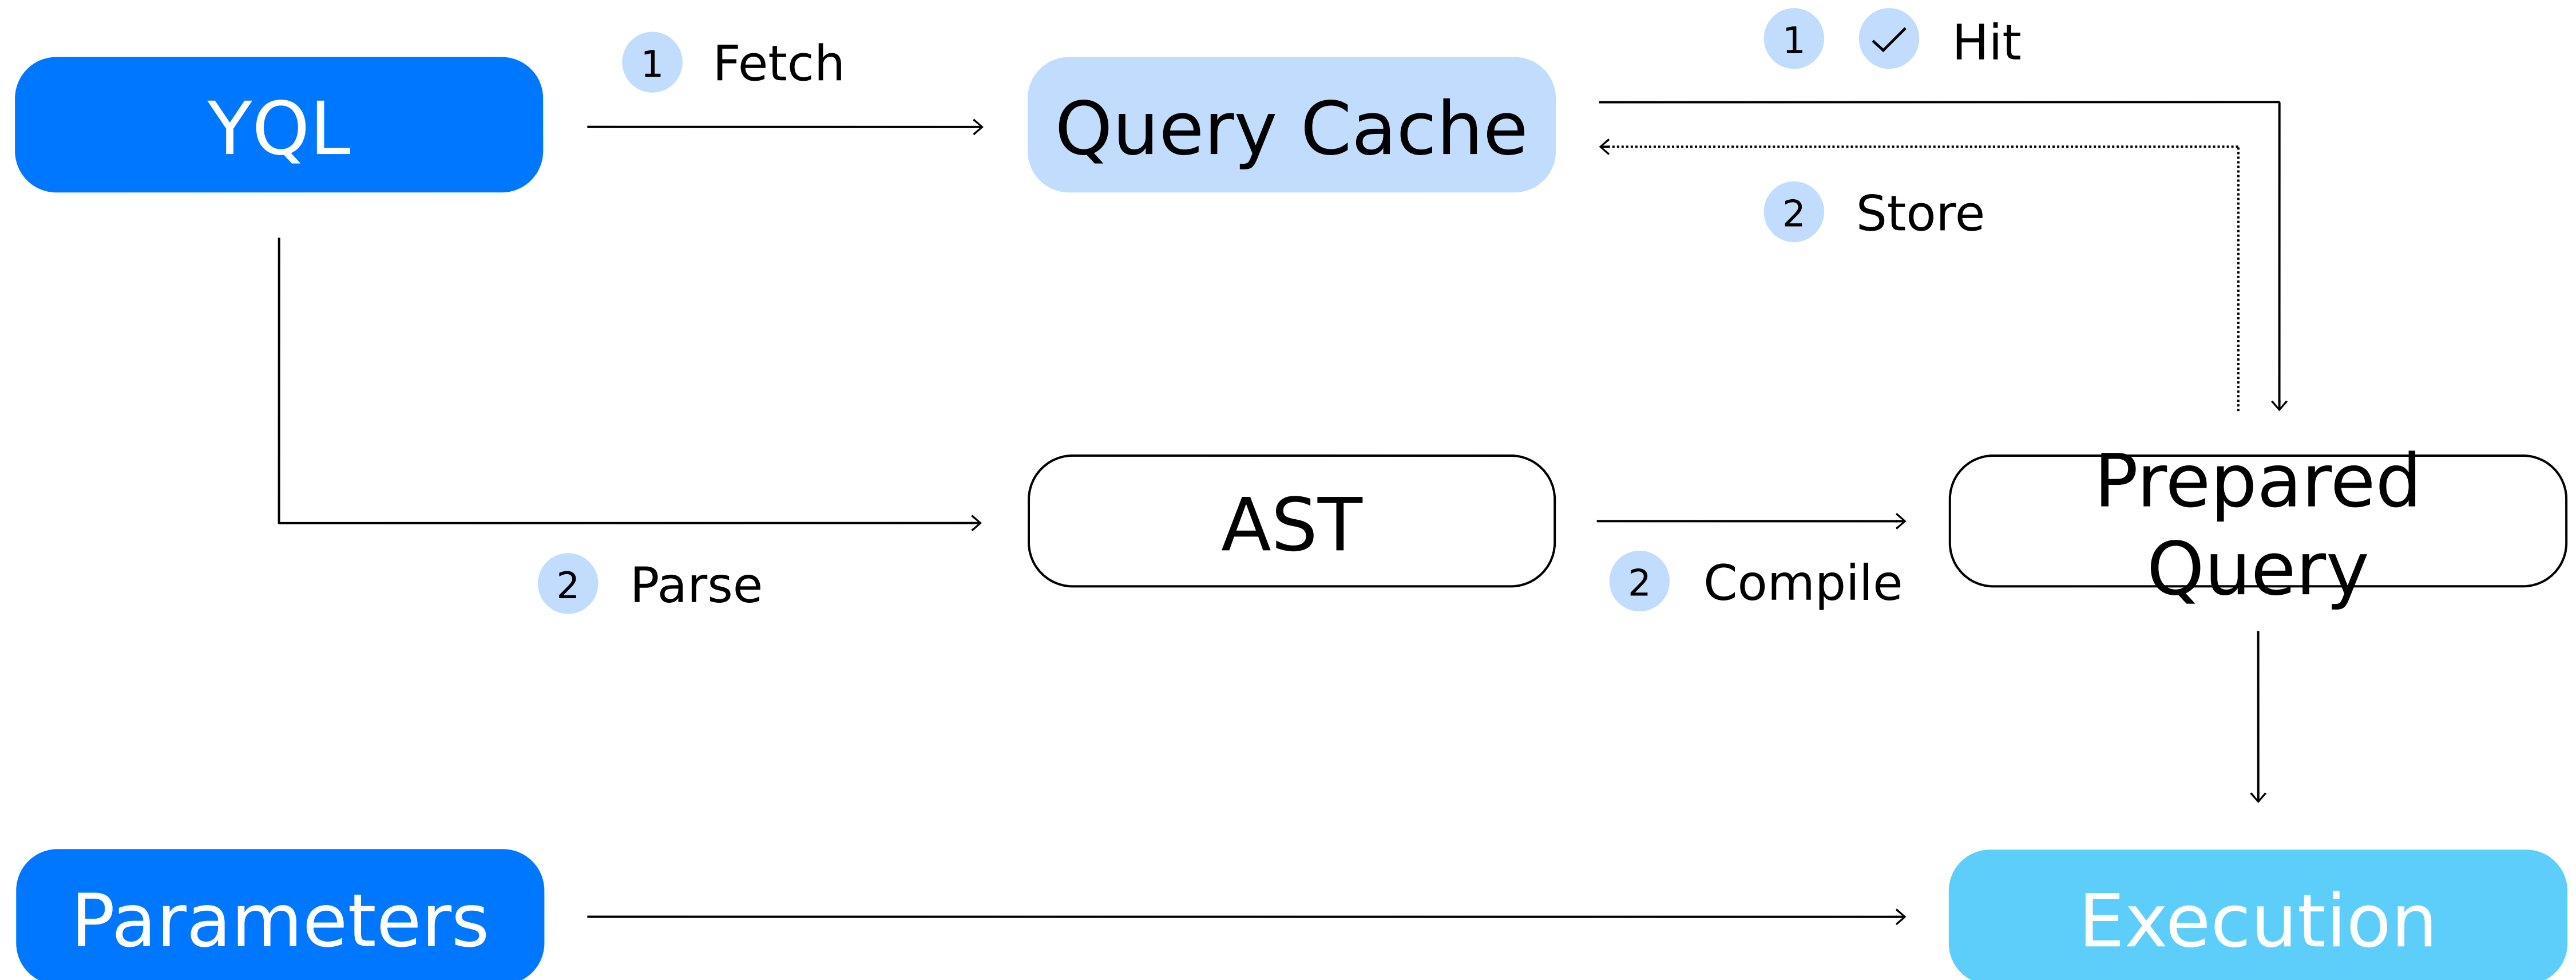 YQL
1 Fetch
Query Cache
1 Hit
2 Store
2 Parse
AST
2 Compile
Prepared
Query
Parameters
Execution